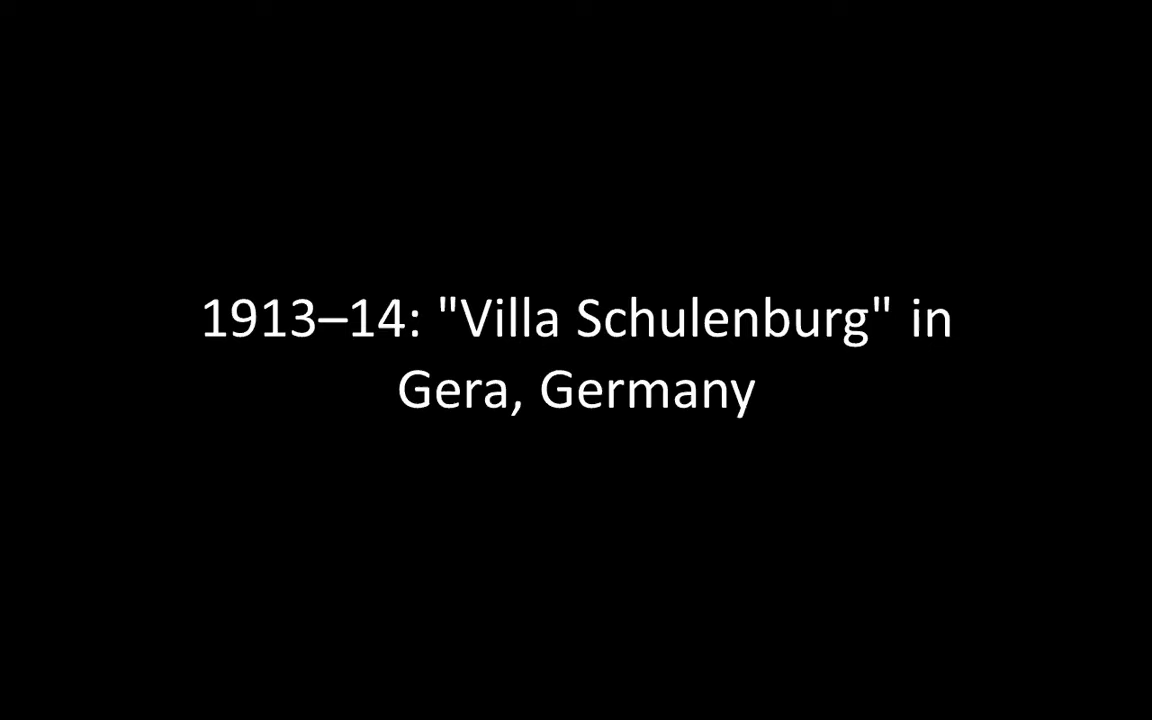 1913–14: "Villa Schulenburg" in
Gera, Germany